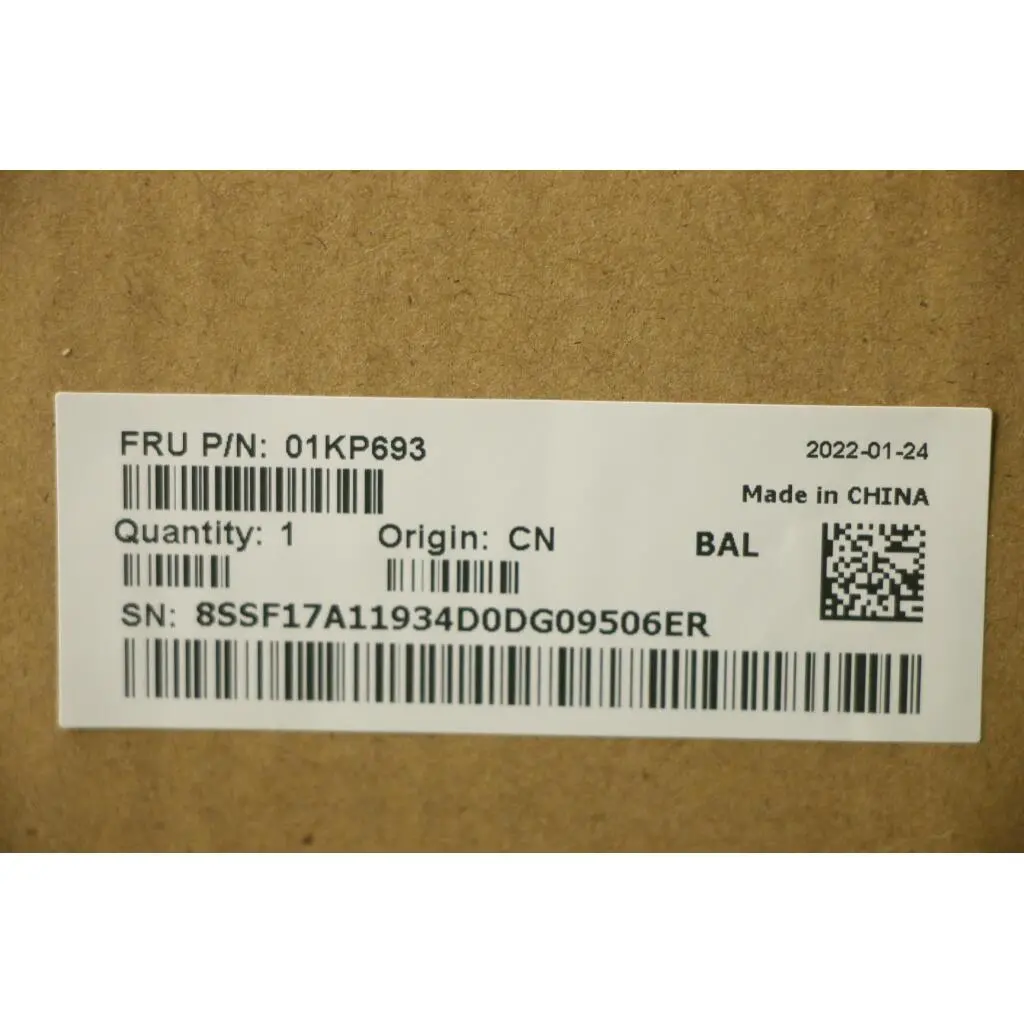 FRU P/N: 01KP693
2022-01-24
Made in CHINA
Quantity: 1 Origin: CN
BAL
SN: 8SSF17A11934D0DG09506ER